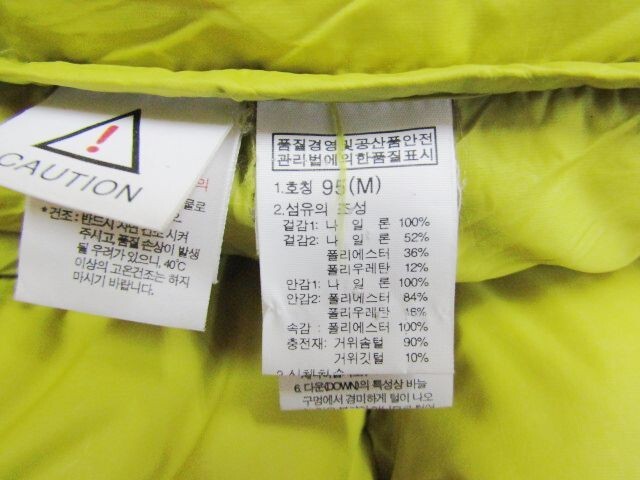 CAUTION
의
물로
• 건조 : 반드시 자연 건조 시켜
주시고, 품질 손상이 발생
될 우려가 있으니, 40℃
이상의 고온건조는 하지
마시기 바랍니다.
품질경영및공산품안전
관리법에의한품질표시
1.호칭 95(M)
2.섬유의 조성
겉감1: 나 일 론 100%
겉감2: 나 일 론 52%
폴리에스터 36%
폴리우레탄 12%
안감1: 나 일 론 100%
안감2: 폴리에스터 84%
폴리우레탄 16%
속감 : 폴리에스터 100%
충전재: 거위솜털 90%
거위깃털 10%
6. 다운(DOWN)의 특성상 바늘
구멍에서 경미하게 털이 나오